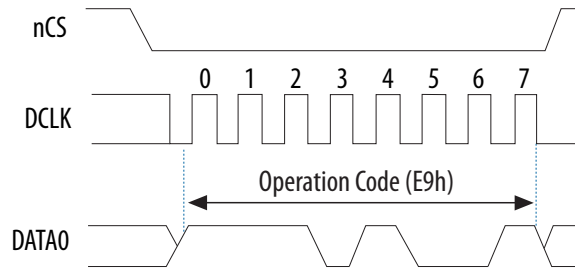 nCS
0 1 2 3 4 5 6 7
DCLK
Operation Code (E9h)
DATA0